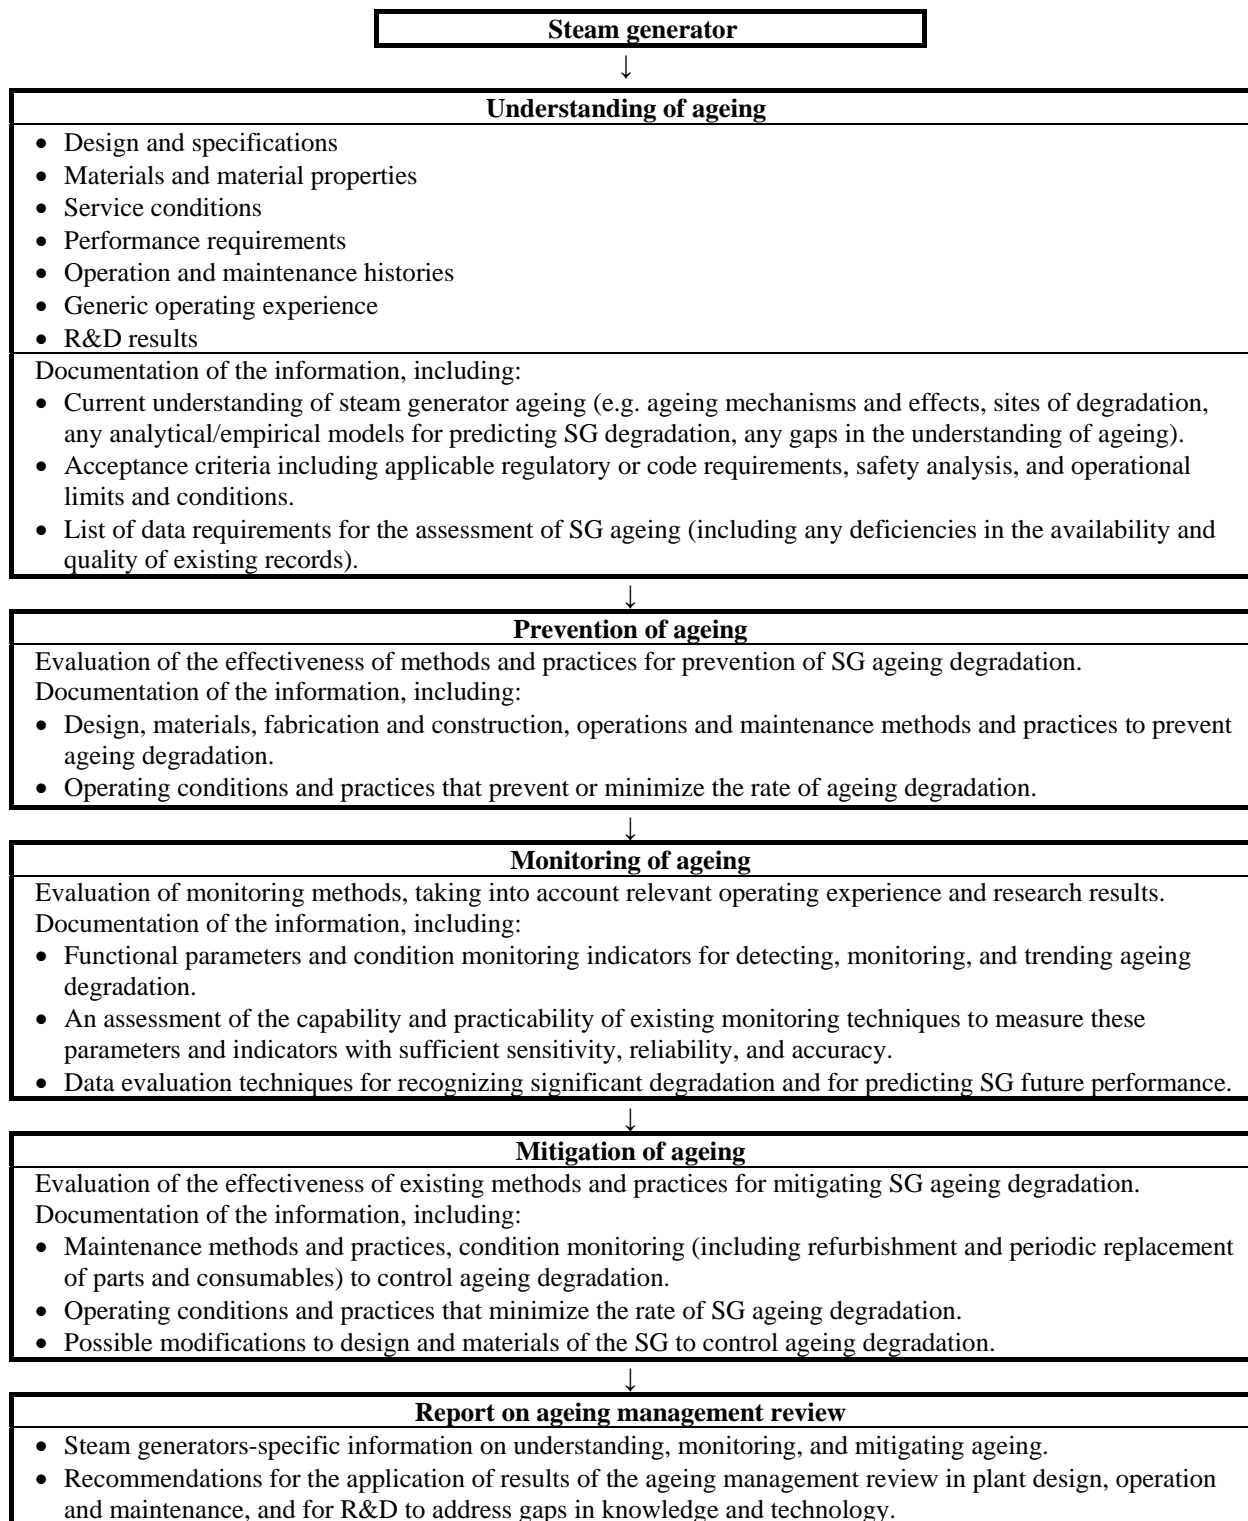 Steam generator
↓
Understanding of ageing
• Design and specifications
• Materials and material properties
• Service conditions
• Performance requirements
• Operation and maintenance histories
• Generic operating experience
• R&D results
Documentation of the information, including:
• Current understanding of steam generator ageing (e.g. ageing mechanisms and effects, sites of degradation,
any analytical/empirical models for predicting SG degradation, any gaps in the understanding of ageing).
• Acceptance criteria including applicable regulatory or code requirements, safety analysis, and operational
limits and conditions.
• List of data requirements for the assessment of SG ageing (including any deficiencies in the availability and
quality of existing records).
↓
Prevention of ageing
Evaluation of the effectiveness of methods and practices for prevention of SG ageing degradation.
Documentation of the information, including:
• Design, materials, fabrication and construction, operations and maintenance methods and practices to prevent
ageing degradation.
• Operating conditions and practices that prevent or minimize the rate of ageing degradation.
↓
Monitoring of ageing
Evaluation of monitoring methods, taking into account relevant operating experience and research results.
Documentation of the information, including:
• Functional parameters and condition monitoring indicators for detecting, monitoring, and trending ageing
degradation.
• An assessment of the capability and practicability of existing monitoring techniques to measure these
parameters and indicators with sufficient sensitivity, reliability, and accuracy.
• Data evaluation techniques for recognizing significant degradation and for predicting SG future performance.
↓
Mitigation of ageing
Evaluation of the effectiveness of existing methods and practices for mitigating SG ageing degradation.
Documentation of the information, including:
• Maintenance methods and practices, condition monitoring (including refurbishment and periodic replacement
of parts and consumables) to control ageing degradation.
• Operating conditions and practices that minimize the rate of SG ageing degradation.
• Possible modifications to design and materials of the SG to control ageing degradation.
↓
Report on ageing management review
• Steam generators-specific information on understanding, monitoring, and mitigating ageing.
• Recommendations for the application of results of the ageing management review in plant design, operation
and maintenance, and for R&D to address gaps in knowledge and technology.